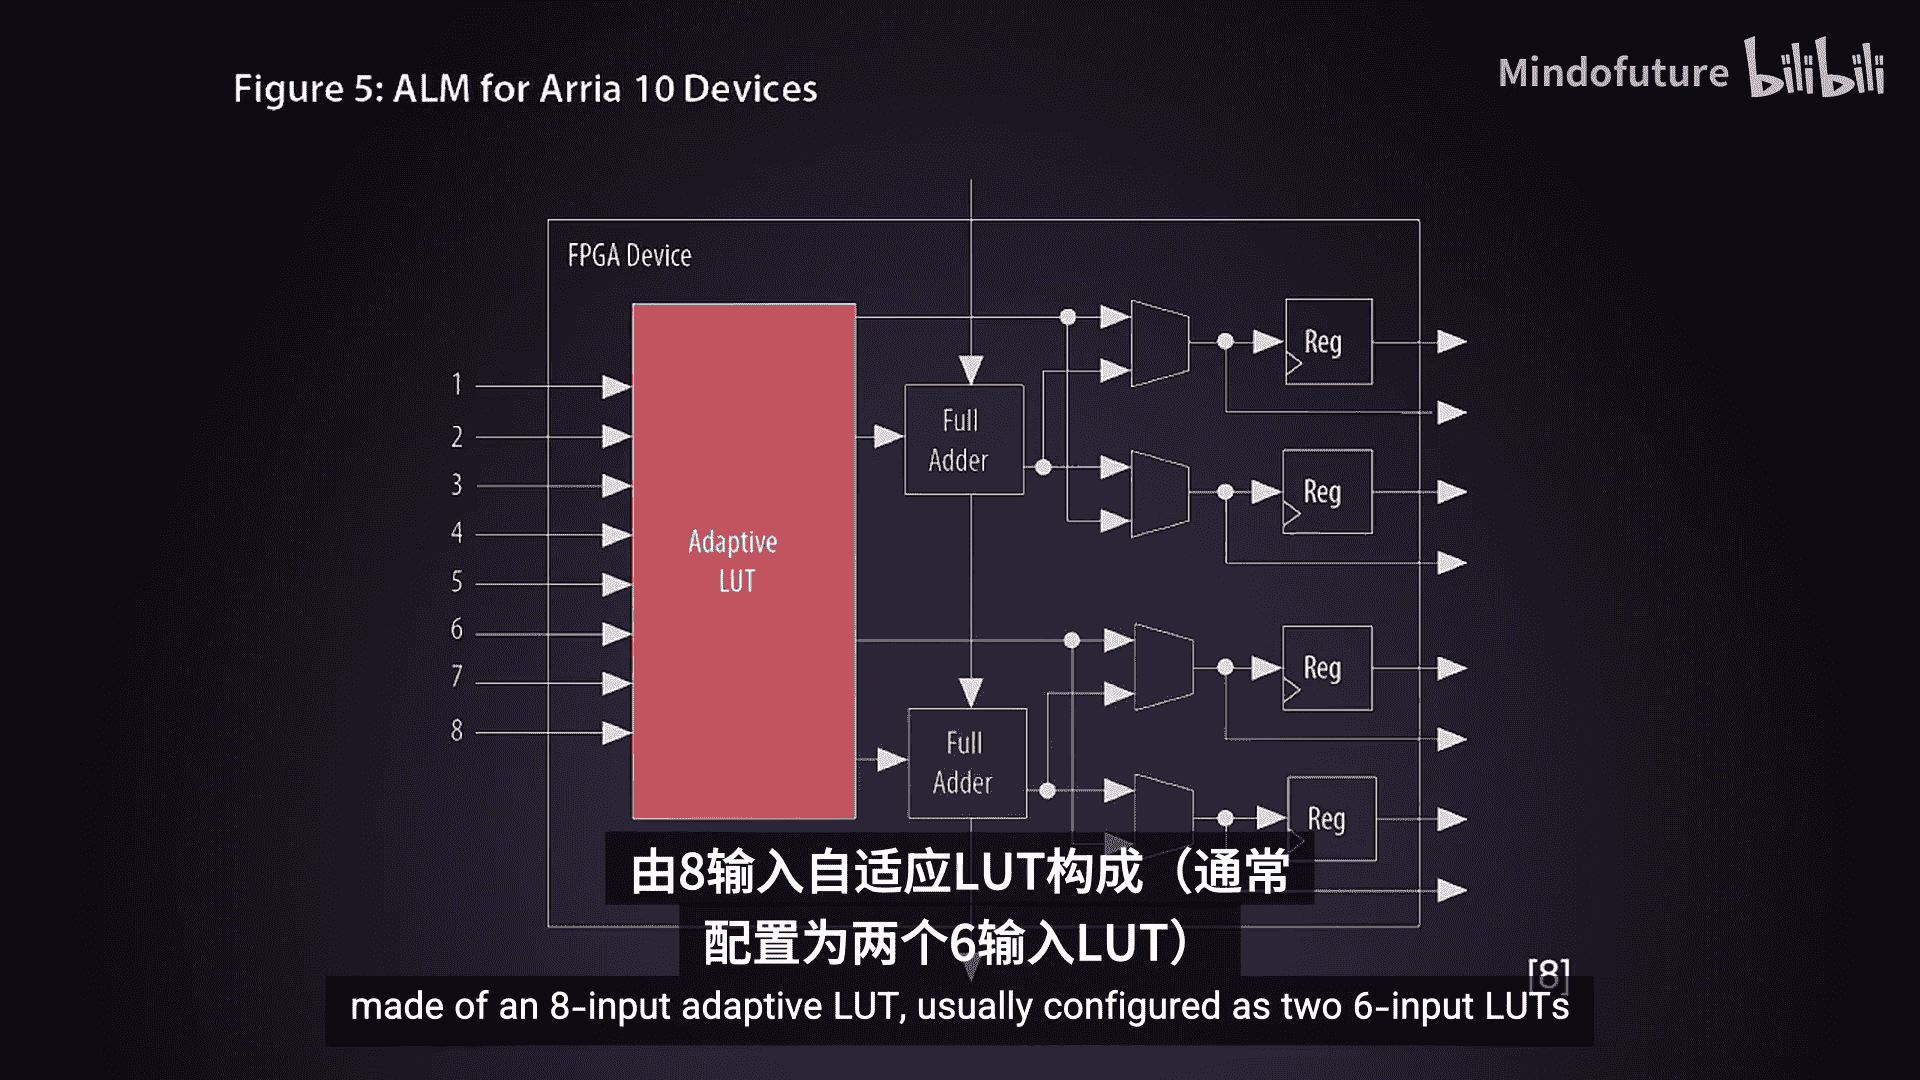 Figure 5: ALM for Arria 10 Devices
Mindofuture bilibili
FPGA Device
1
2
3
4
5
6
7
8
Adaptive
LUT
Full
Adder
Full
Adder
Reg
Reg
Reg
Reg
由8输入自适应LUT构成（通常
配置为两个6输入LUT）
[8]
made of an 8-input adaptive LUT, usually configured as two 6-input LUTs